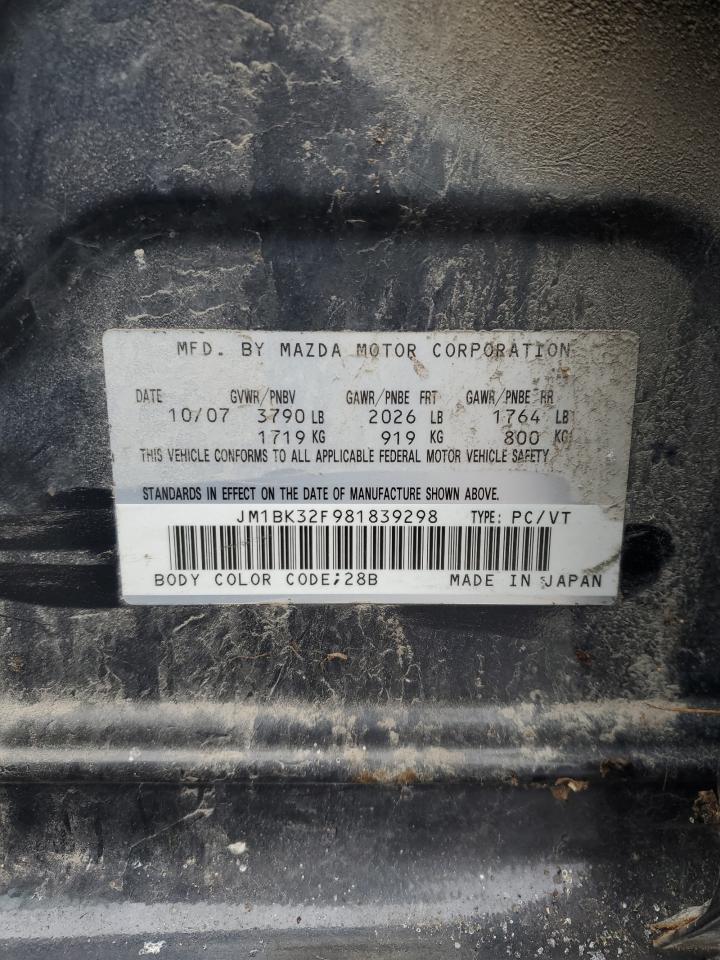 MFD. BY MAZDA MOTOR CORPORATION
DATE GVWR/PNBV GAWR/PNBE FRT GAWR/PNBE RR
10/07 3790 LB 2026 LB 1764 LB
1719 KG 919 KG 800 KG
THIS VEHICLE CONFORMS TO ALL APPLICABLE FEDERAL MOTOR VEHICLE SAFETY
STANDARDS IN EFFECT ON THE DATE OF MANUFACTURE SHOWN ABOVE.
JM1BK32F981839298 TYPE: PC/VT
BODY COLOR CODE;28B MADE IN JAPAN